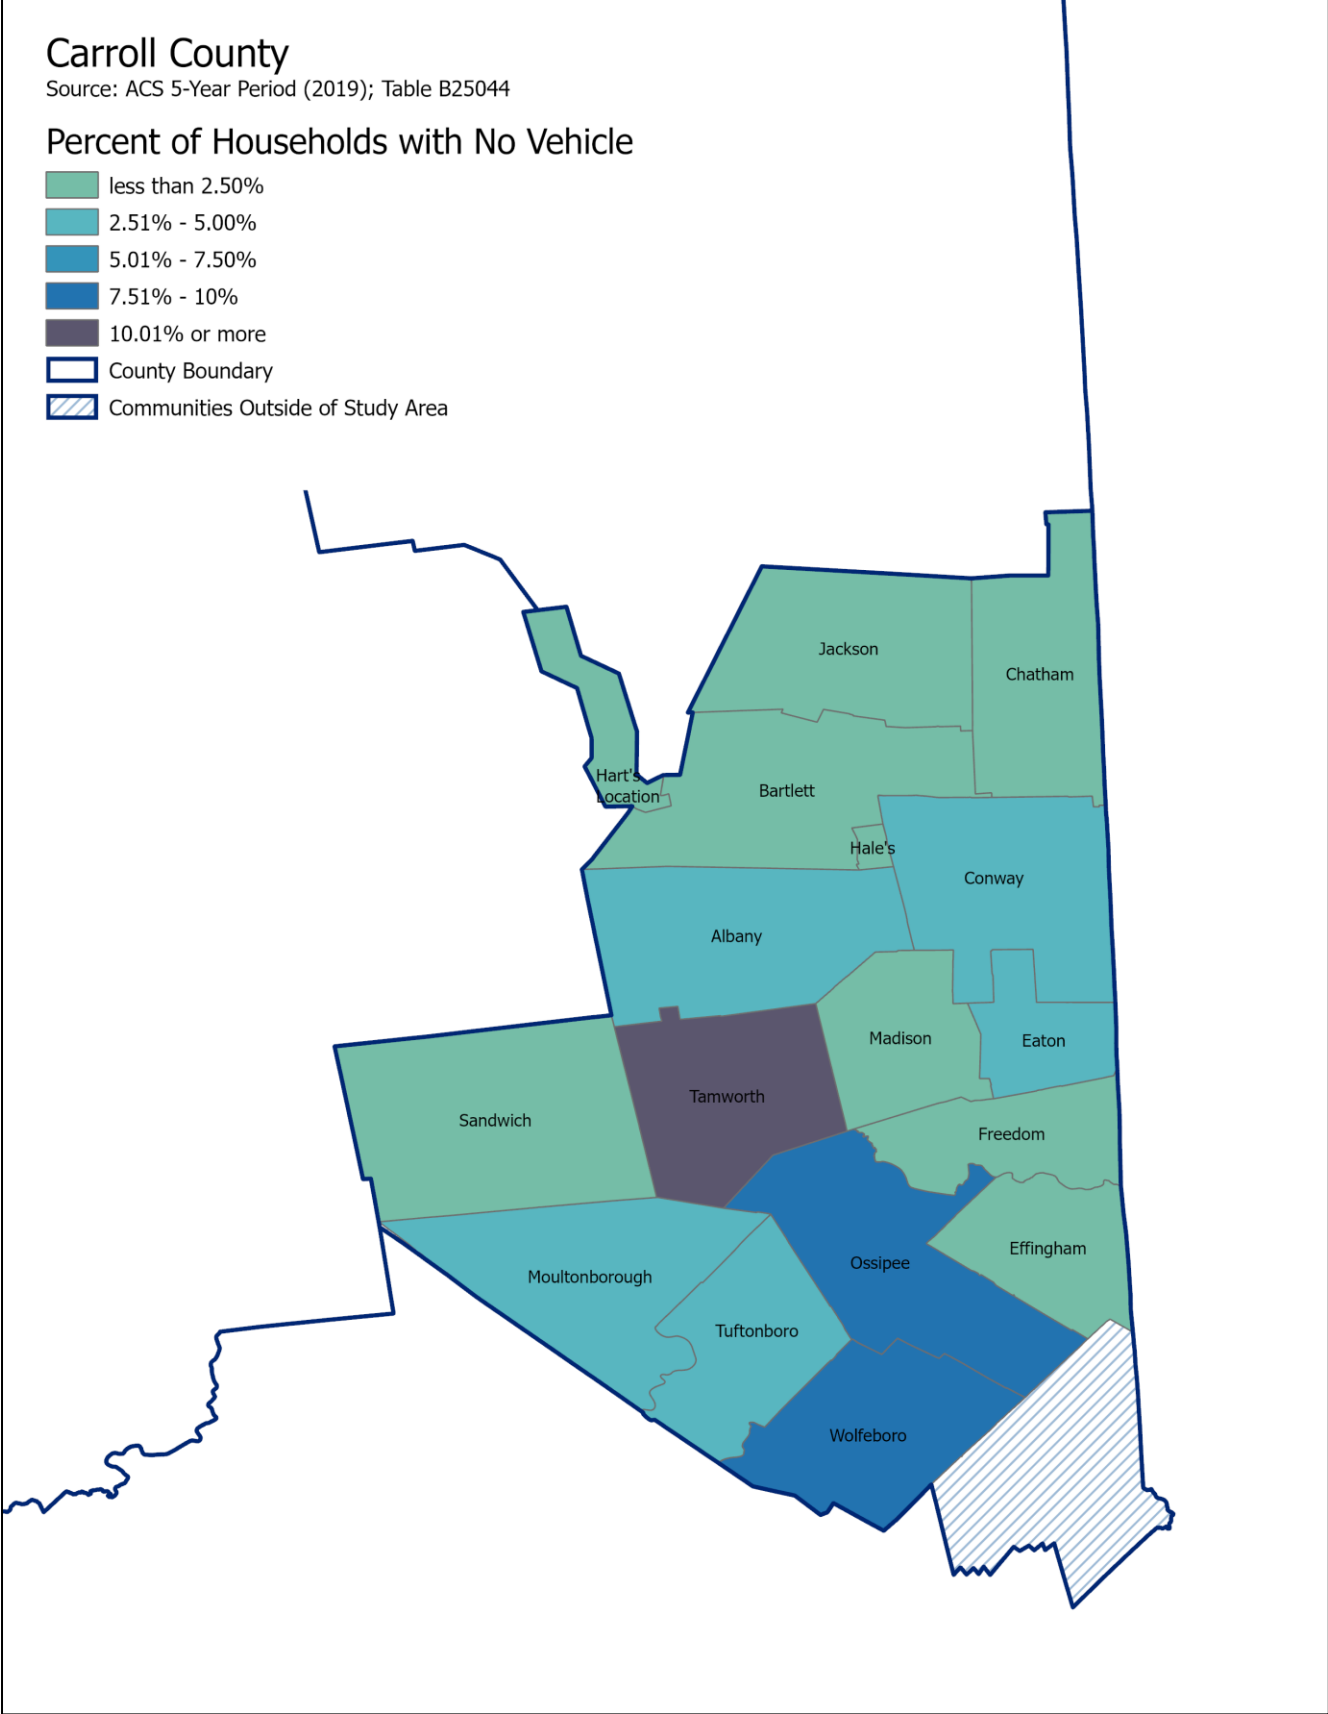 Carroll County
Source: ACS 5-Year Period (2019); Table B25044
Percent of Households with No Vehicle
less than 2.50%
2.51% - 5.00%
5.01% - 7.50%
7.51% - 10%
10.01% or more
County Boundary
Communities Outside of Study Area
Jackson
Chatham
Hart's
Location
Bartlett
Hale's
Conway
Albany
Madison
Eaton
Tamworth
Sandwich
Freedom
Effingham
Ossipee
Moultonborough
Tuftonboro
Wolfeboro